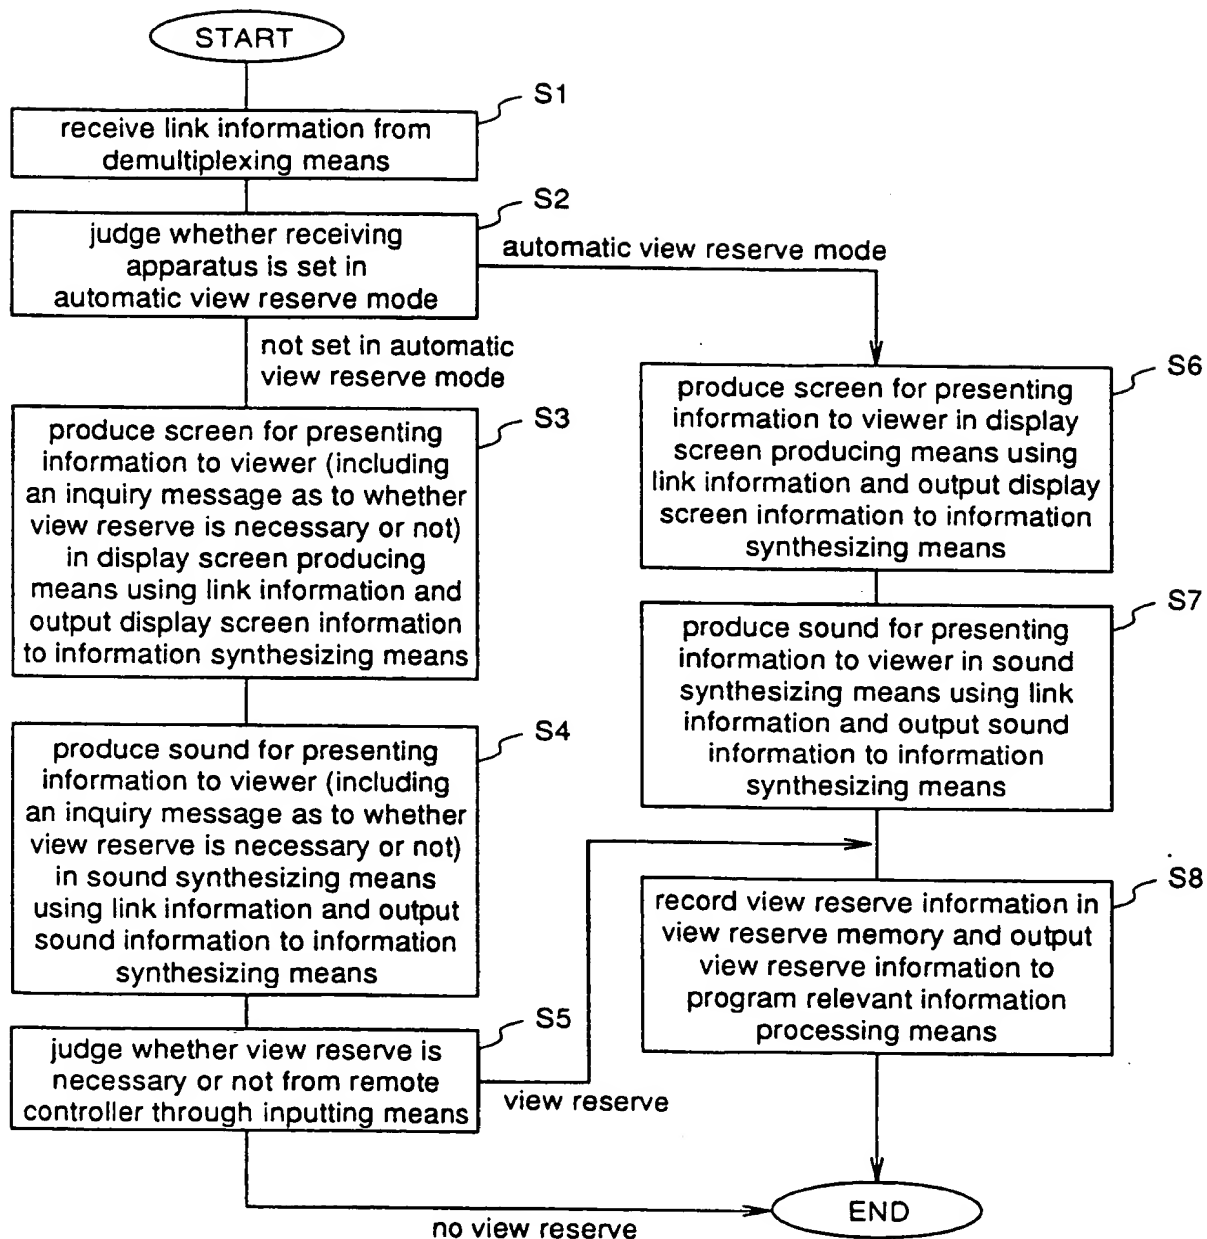 START
S1
receive link information from
demultiplexing means
S2
judge whether receiving
apparatus is set in
automatic view reserve mode
automatic view reserve mode
not set in automatic
view reserve mode
S3
produce screen for presenting
information to viewer (including
an inquiry message as to whether
view reserve is necessary or not)
in display screen producing
means using link information and
output display screen information
to information synthesizing means
S4
produce sound for presenting
information to viewer (including
an inquiry message as to whether
view reserve is necessary or not)
in sound synthesizing means
using link information and output
sound information to information
synthesizing means
S5
judge whether view reserve is
necessary or not from remote
controller through inputting means
view reserve
no view reserve
S6
produce screen for presenting
information to viewer in display
screen producing means using
link information and output display
screen information to information
synthesizing means
S7
produce sound for presenting
information to viewer in sound
synthesizing means using link
information and output sound
information to information
synthesizing means
S8
record view reserve information in
view reserve memory and output
view reserve information to
program relevant information
processing means
END